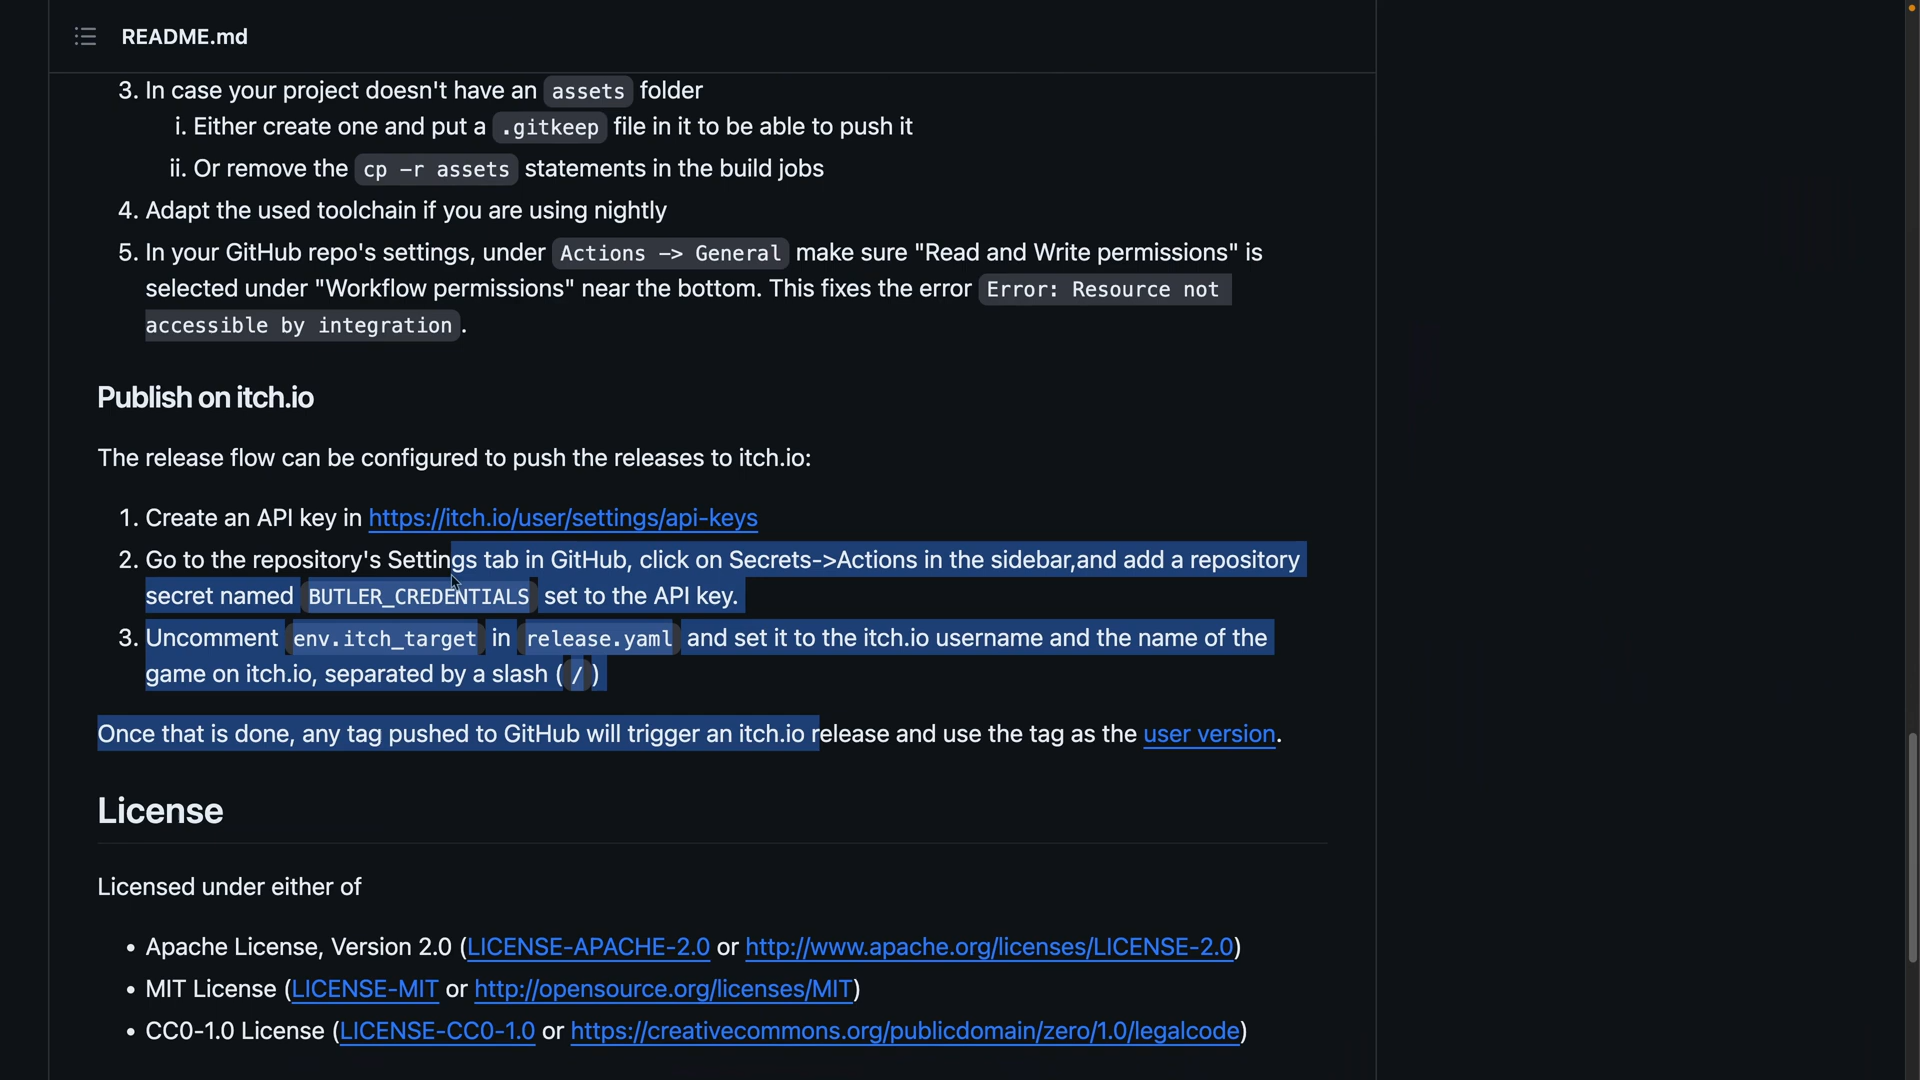 README.md
3. In case your project doesn't have an assets folder
i. Either create one and put a .gitkeep file in it to be able to push it
ii. Or remove the cp -r assets statements in the build jobs
4. Adapt the used toolchain if you are using nightly
5. In your GitHub repo's settings, under Actions -> General make sure "Read and Write permissions" is
selected under "Workflow permissions" near the bottom. This fixes the error Error: Resource not
accessible by integration.
Publish on itch.io
The release flow can be configured to push the releases to itch.io:
1. Create an API key in https://itch.io/user/settings/api-keys
2. Go to the repository's Settings tab in GitHub, click on Secrets->Actions in the sidebar,and add a repository
secret named BUTLER_CREDENTIALS set to the API key.
3. Uncomment env.itch_target in release.yaml and set it to the itch.io username and the name of the
game on itch.io, separated by a slash (/)
Once that is done, any tag pushed to GitHub will trigger an itch.io release and use the tag as the user version.
License
Licensed under either of
• Apache License, Version 2.0 (LICENSE-APACHE-2.0 or http://www.apache.org/licenses/LICENSE-2.0)
• MIT License (LICENSE-MIT or http://opensource.org/licenses/MIT)
• CC0-1.0 License (LICENSE-CC0-1.0 or https://creativecommons.org/publicdomain/zero/1.0/legalcode)